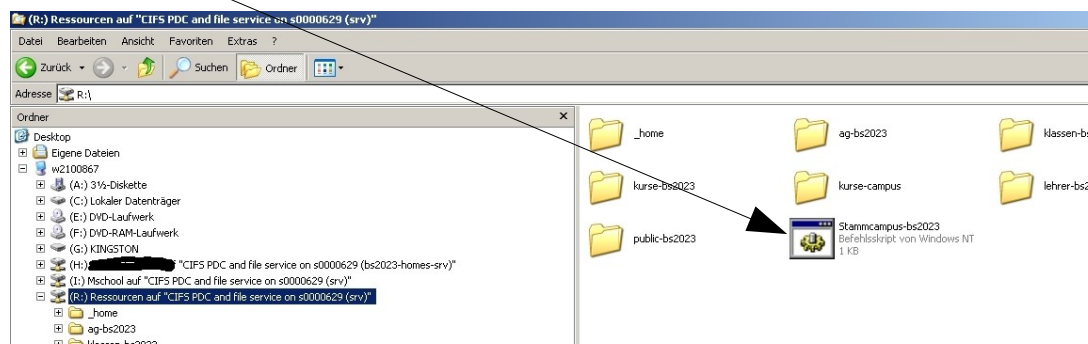 (R:) Ressourcen auf "CIFS PDC and file service on s0000629 (srv)"
Datei Bearbeiten Ansicht Favoriten Extras ?
Zurück Suchen Ordner
Adresse R:\
Ordner x
Desktop
Eigene Dateien
w2100867
(A:) 3½-Diskette
(C:) Lokaler Datenträger
(E:) DVD-Laufwerk
(F:) DVD-RAM-Laufwerk
(G:) KINGSTON
(H:) "CIFS PDC and file service on s0000629 (bs2023-homes-srv)"
(I:) Mschool auf "CIFS PDC and file service on s0000629 (srv)"
(R:) Ressourcen auf "CIFS PDC and file service on s0000629 (srv)"
_home
ag-bs2023
_home ag-bs2023 klassen-bs
kurse-bs2023 kurse-campus lehrer-bs2
public-bs2023 Stammcampus-bs2023
Befehlsskript von Windows NT
1 KB